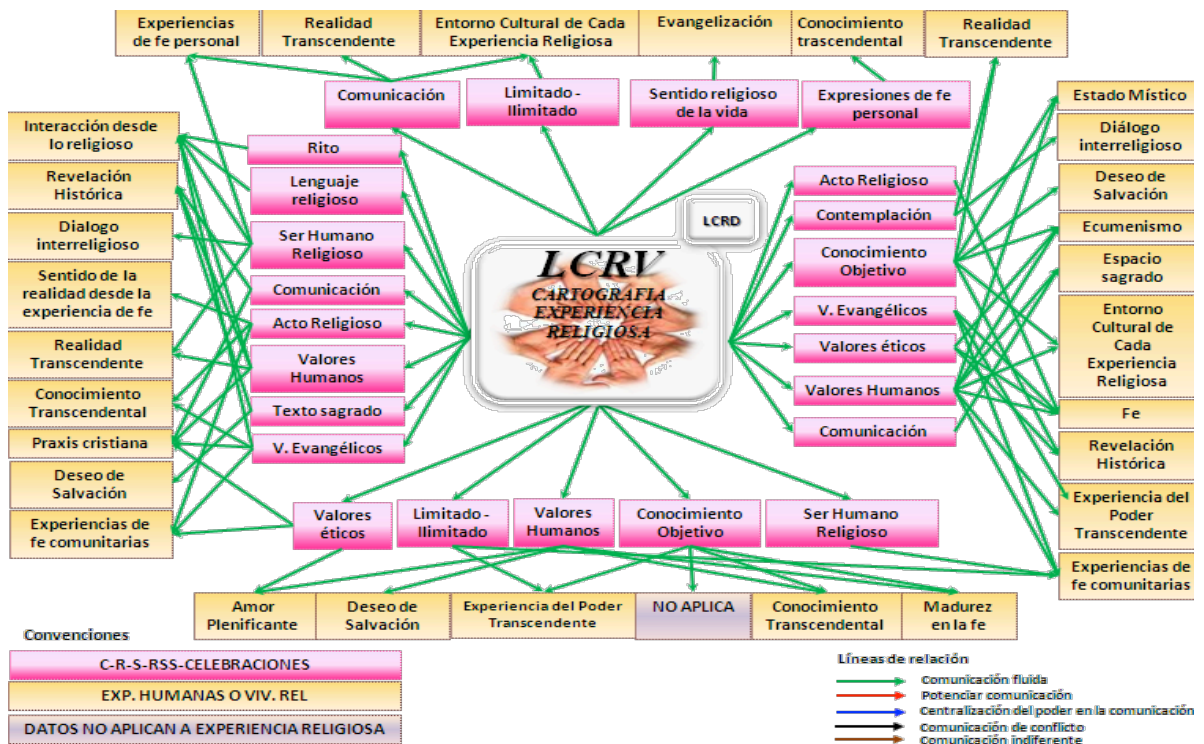 Experiencias
de fe personal
Realidad
Transcendente
Entorno Cultural de Cada
Experiencia Religiosa
Evangelización
Conocimiento
trascendental
Realidad
Transcendente
Comunicación
Limitado -
Ilimitado
Sentido religioso
de la vida
Expresiones de fe
personal
Interacción desde
lo religioso
Revelación
Histórica
Dialogo
interreligioso
Sentido de la
realidad desde la
experiencia de fe
Realidad
Transcendente
Conocimiento
Transcendental
Praxis cristiana
Deseo de
Salvación
Experiencias de
fe comunitarias
Rito
Lenguaje
religioso
Ser Humano
Religioso
Comunicación
Acto Religioso
Valores
Humanos
Texto sagrado
V. Evangélicos
LCRD
LCRV
CARTOGRAFIA
EXPERIENCIA
RELIGIOSA
Acto Religioso
Contemplación
Conocimiento
Objetivo
V. Evangélicos
Valores éticos
Valores Humanos
Comunicación
Estado Místico
Diálogo
interreligioso
Deseo de
Salvación
Ecumenismo
Espacio
sagrado
Entorno
Cultural de
Cada
Experiencia
Religiosa
Fe
Revelación
Histórica
Experiencia del
Poder
Transcendente
Experiencias de
fe comunitarias
Valores
éticos
Limitado -
Ilimitado
Valores
Humanos
Conocimiento
Objetivo
Ser Humano
Religioso
Amor
Plenificante
Deseo de
Salvación
Experiencia del Poder
Transcendente
NO APLICA
Conocimiento
Transcendental
Madurez
en la fe
Convenciones
C-R-S-RSS-CELEBRACIONES
EXP. HUMANAS O VIV. REL
DATOS NO APLICAN A EXPERIENCIA RELIGIOSA
Líneas de relación
Comunicación fluida
Potenciar comunicación
Centralización del poder en la comunicación
Comunicación de conflicto
Comunicación indiferente